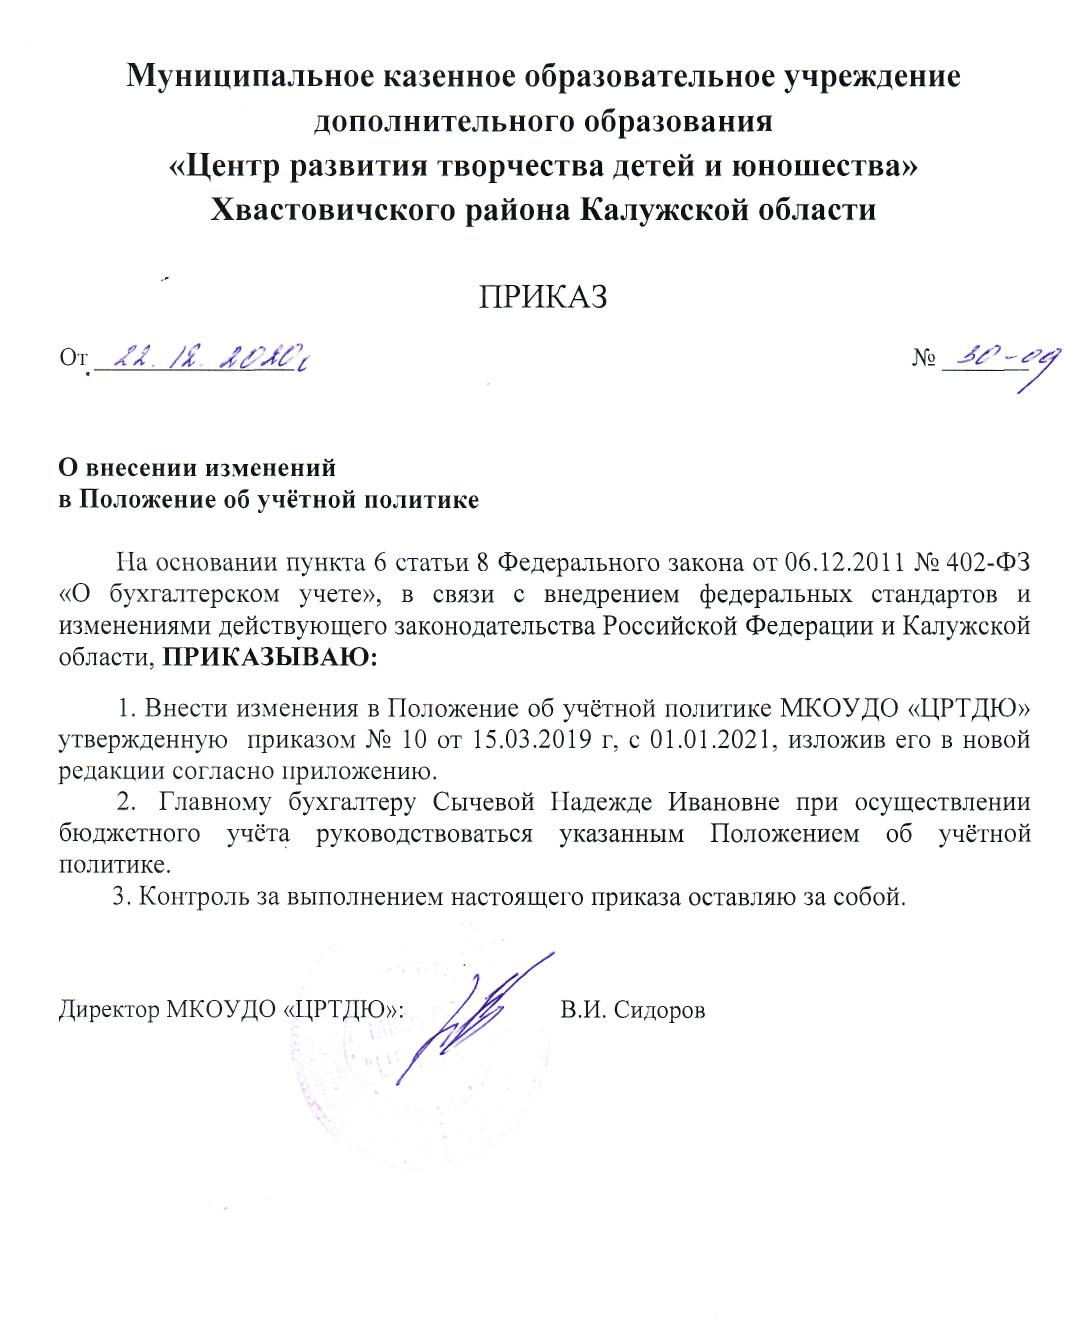 Муниципальное казенное образовательное учреждение
дополнительного образования
«Центр развития творчества детей и юношества»
Хвастовичского района Калужской области
ПРИКАЗ
От 22.12.2020г № 30-од
О внесении изменений
в Положение об учётной политике
На основании пункта 6 статьи 8 Федерального закона от 06.12.2011 № 402-ФЗ
«О бухгалтерском учете», в связи с внедрением федеральных стандартов и
изменениями действующего законодательства Российской Федерации и Калужской
области, ПРИКАЗЫВАЮ:
1. Внести изменения в Положение об учётной политике МКОУДО «ЦРТДЮ»
утвержденную приказом № 10 от 15.03.2019 г, с 01.01.2021, изложив его в новой
редакции согласно приложению.
2. Главному бухгалтеру Сычевой Надежде Ивановне при осуществлении
бюджетного учёта руководствоваться указанным Положением об учётной
политике.
3. Контроль за выполнением настоящего приказа оставляю за собой.
Директор МКОУДО «ЦРТДЮ»: В.И. Сидоров